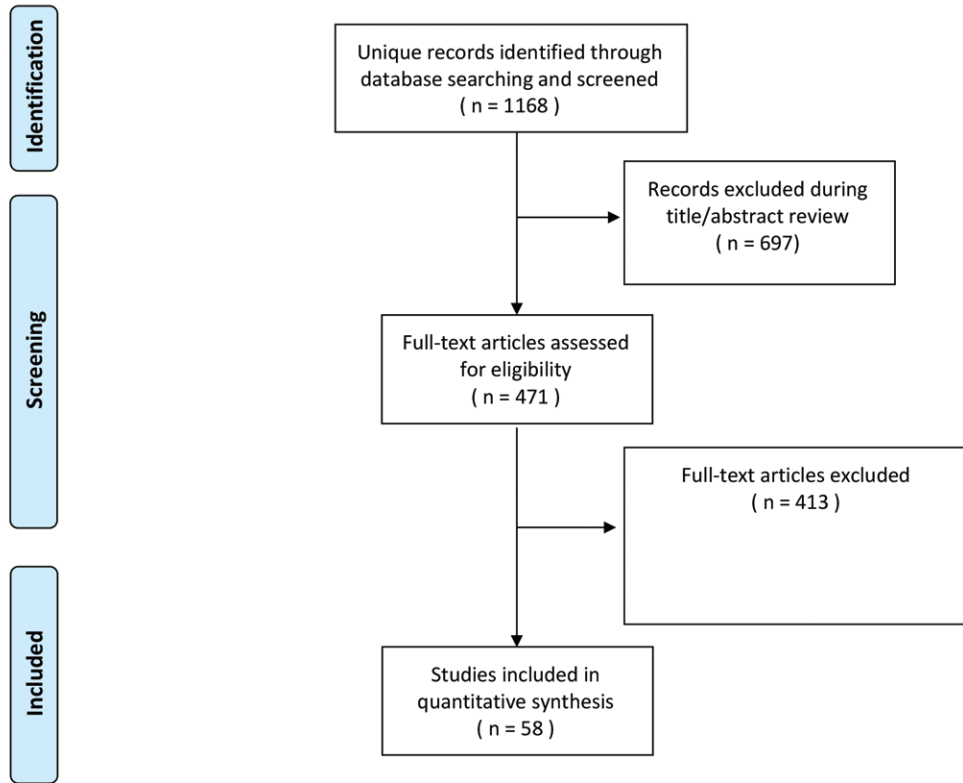 Identification
Unique records identified through
database searching and screened
( n = 1168 )
Records excluded during
title/abstract review
( n = 697)
Screening
Full-text articles assessed
for eligibility
( n = 471 )
Full-text articles excluded
( n = 413 )
Included
Studies included in
quantitative synthesis
( n = 58 )